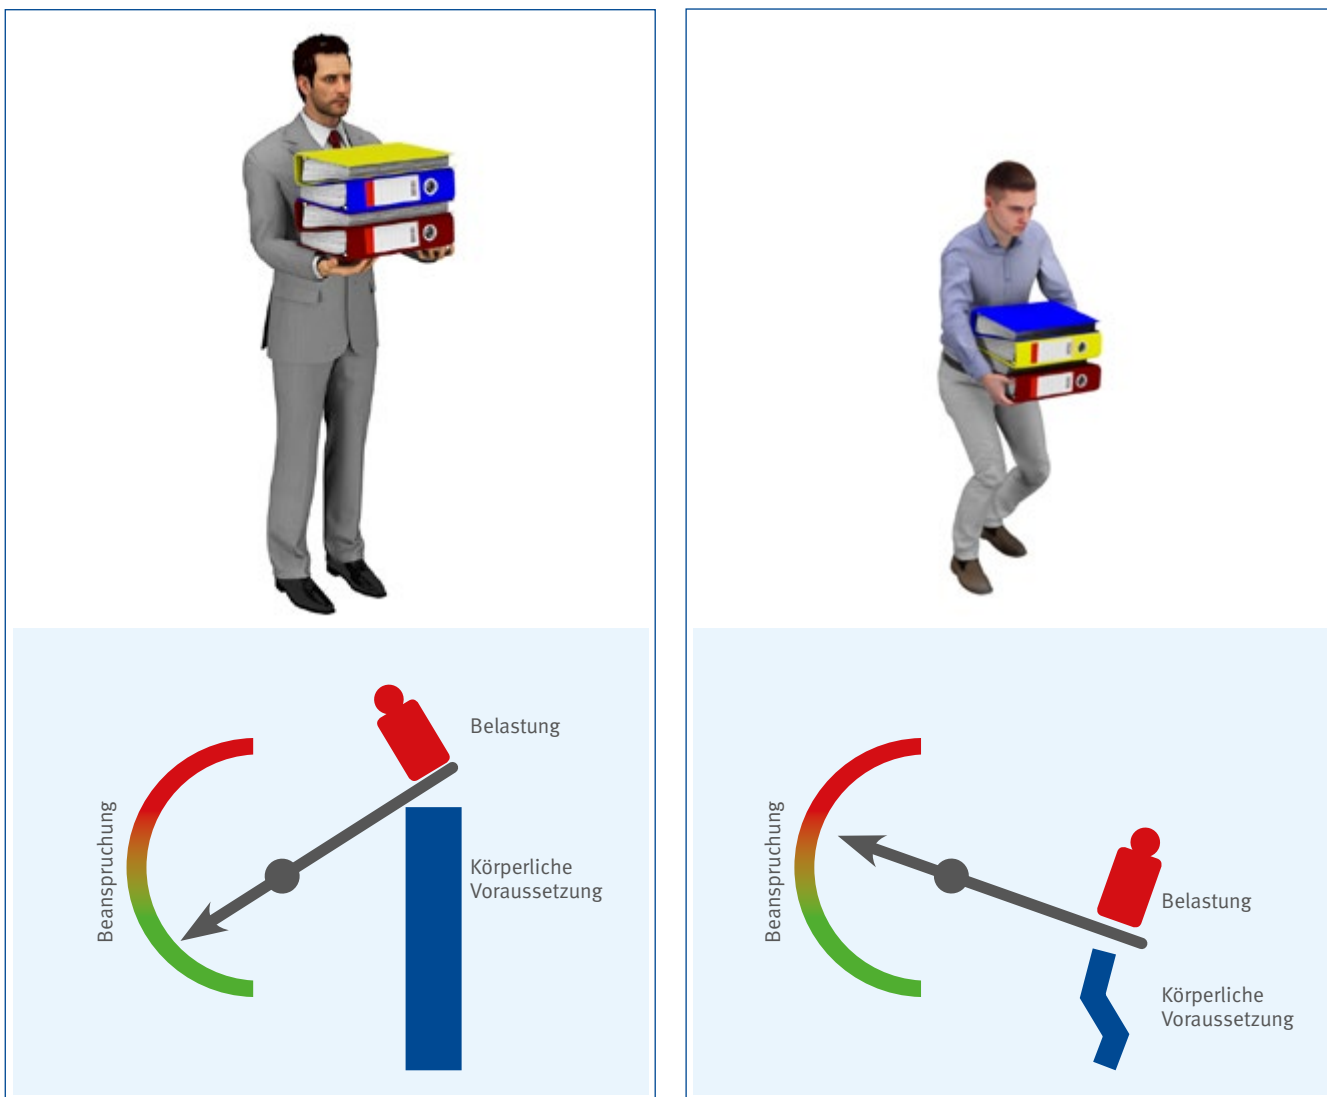 Belastung
Beanspruchung
Körperliche
Voraussetzung
Belastung
Beanspruchung
Körperliche
Voraussetzung